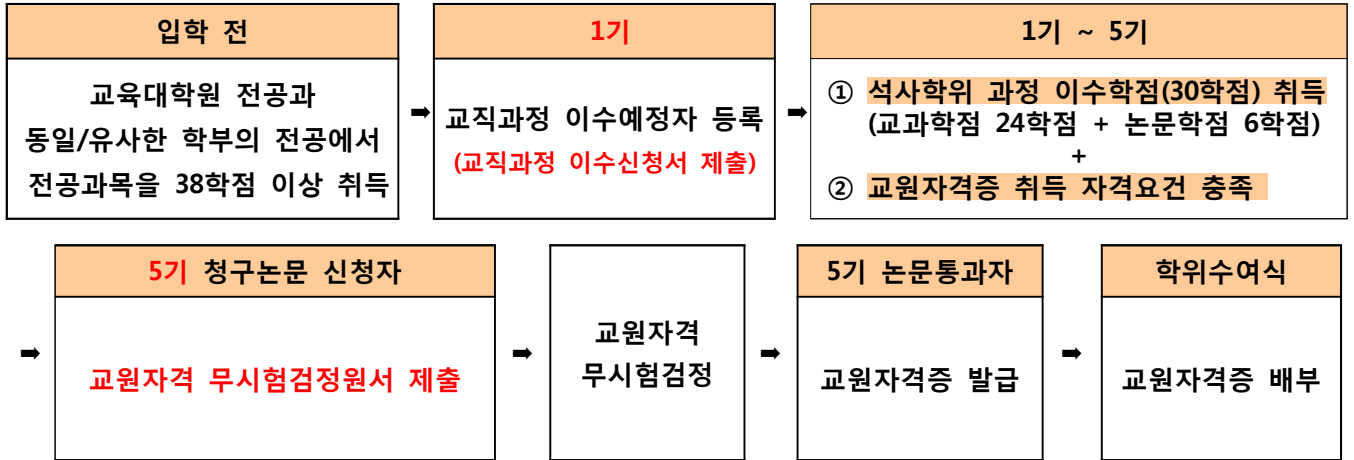 입학 전
교육대학원 전공과
동일/유사한 학부의 전공에서
전공과목을 38학점 이상 취득
➡
1기
교직과정 이수예정자 등록
(교직과정 이수신청서 제출)
➡
1기 ~ 5기
① 석사학위 과정 이수학점(30학점) 취득
(교과학점 24학점 + 논문학점 6학점)
+
② 교원자격증 취득 자격요건 충족
➡
5기 청구논문 신청자
교원자격 무시험검정원서 제출
➡
교원자격
무시험검정
➡
5기 논문통과자
교원자격증 발급
➡
학위수여식
교원자격증 배부